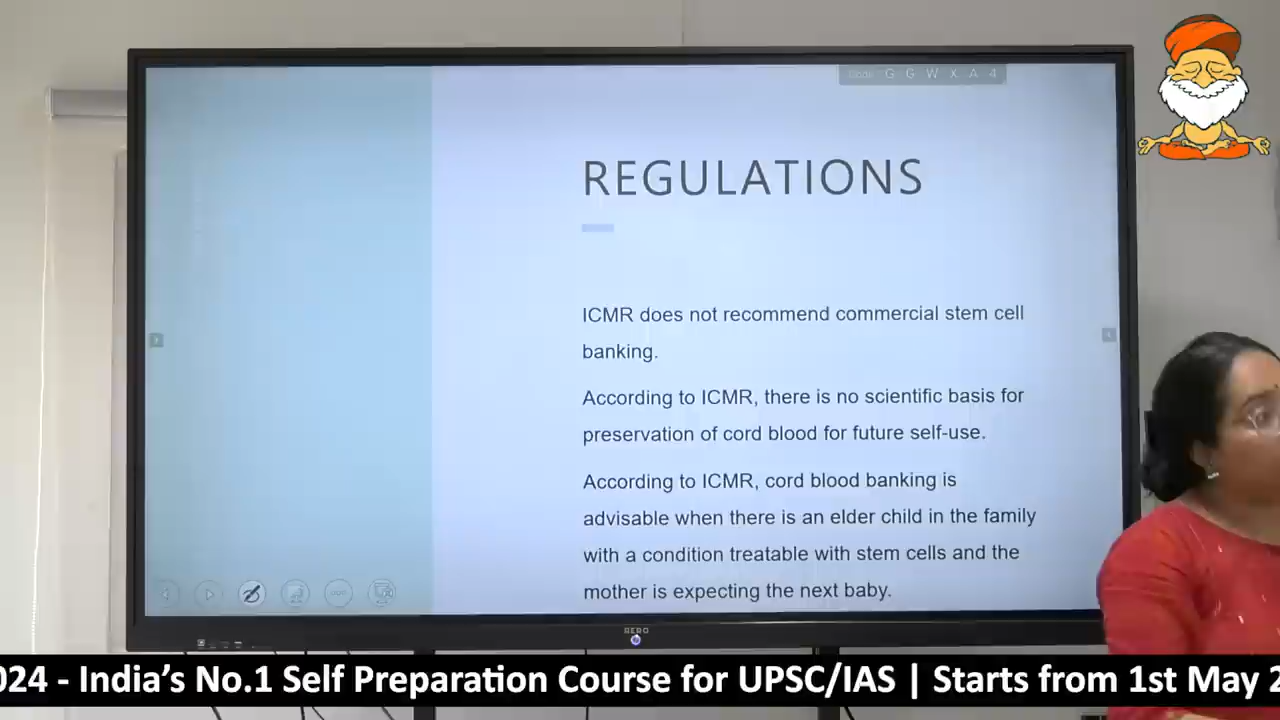 Code G G W X A 4
REGULATIONS
ICMR does not recommend commercial stem cell
banking.
According to ICMR, there is no scientific basis for
preservation of cord blood for future self-use.
According to ICMR, cord blood banking is
advisable when there is an elder child in the family
with a condition treatable with stem cells and the
mother is expecting the next baby.
RERO
024 - India's No.1 Self Preparation Course for UPSC/IAS | Starts from 1st May 2